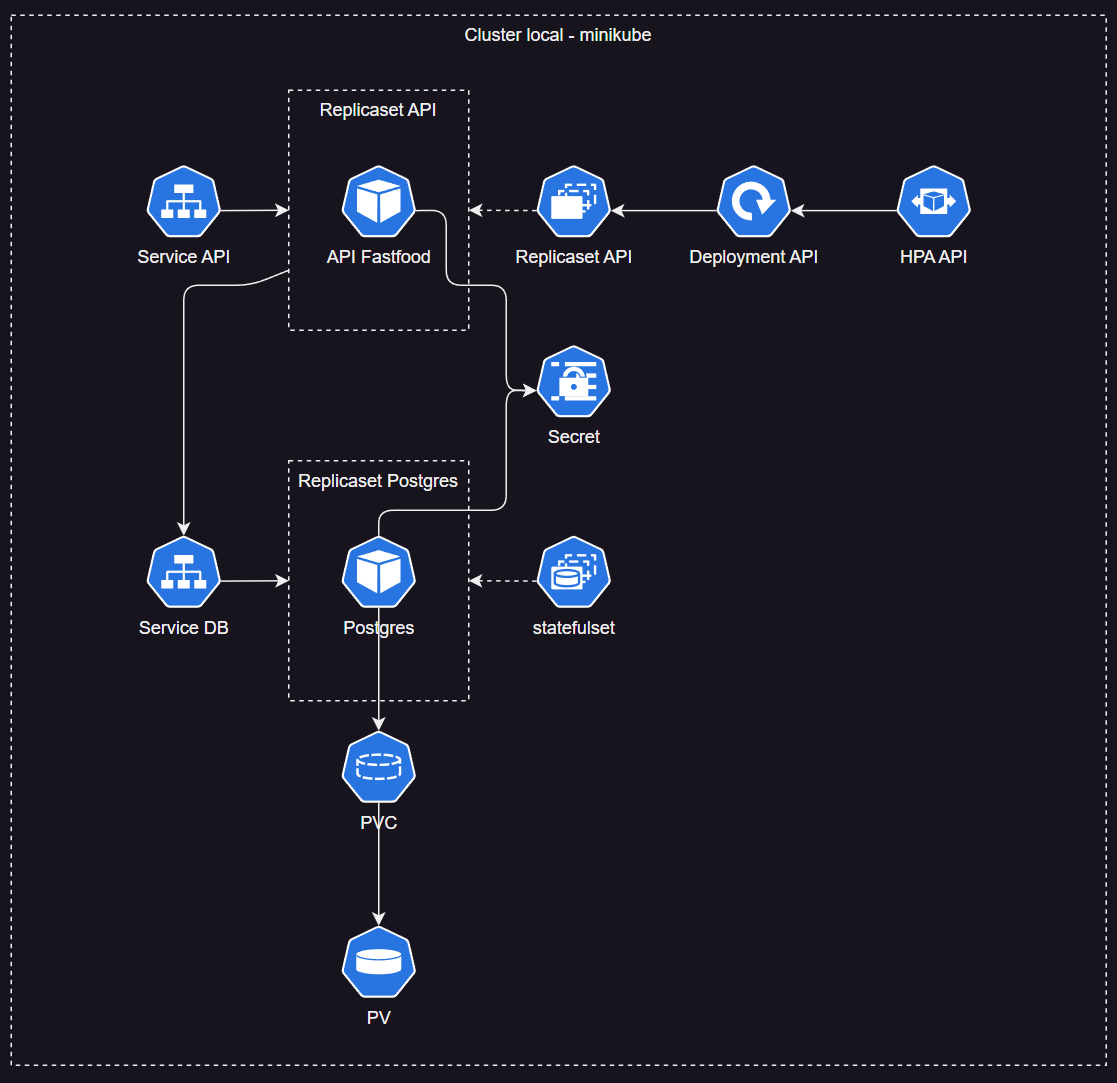 Cluster local - minikube
Replicaset API
Service API
API Fastfood
Replicaset API
Deployment API
HPA API
Secret
Replicaset Postgres
Service DB
Postgres
statefulset
PVC
PV